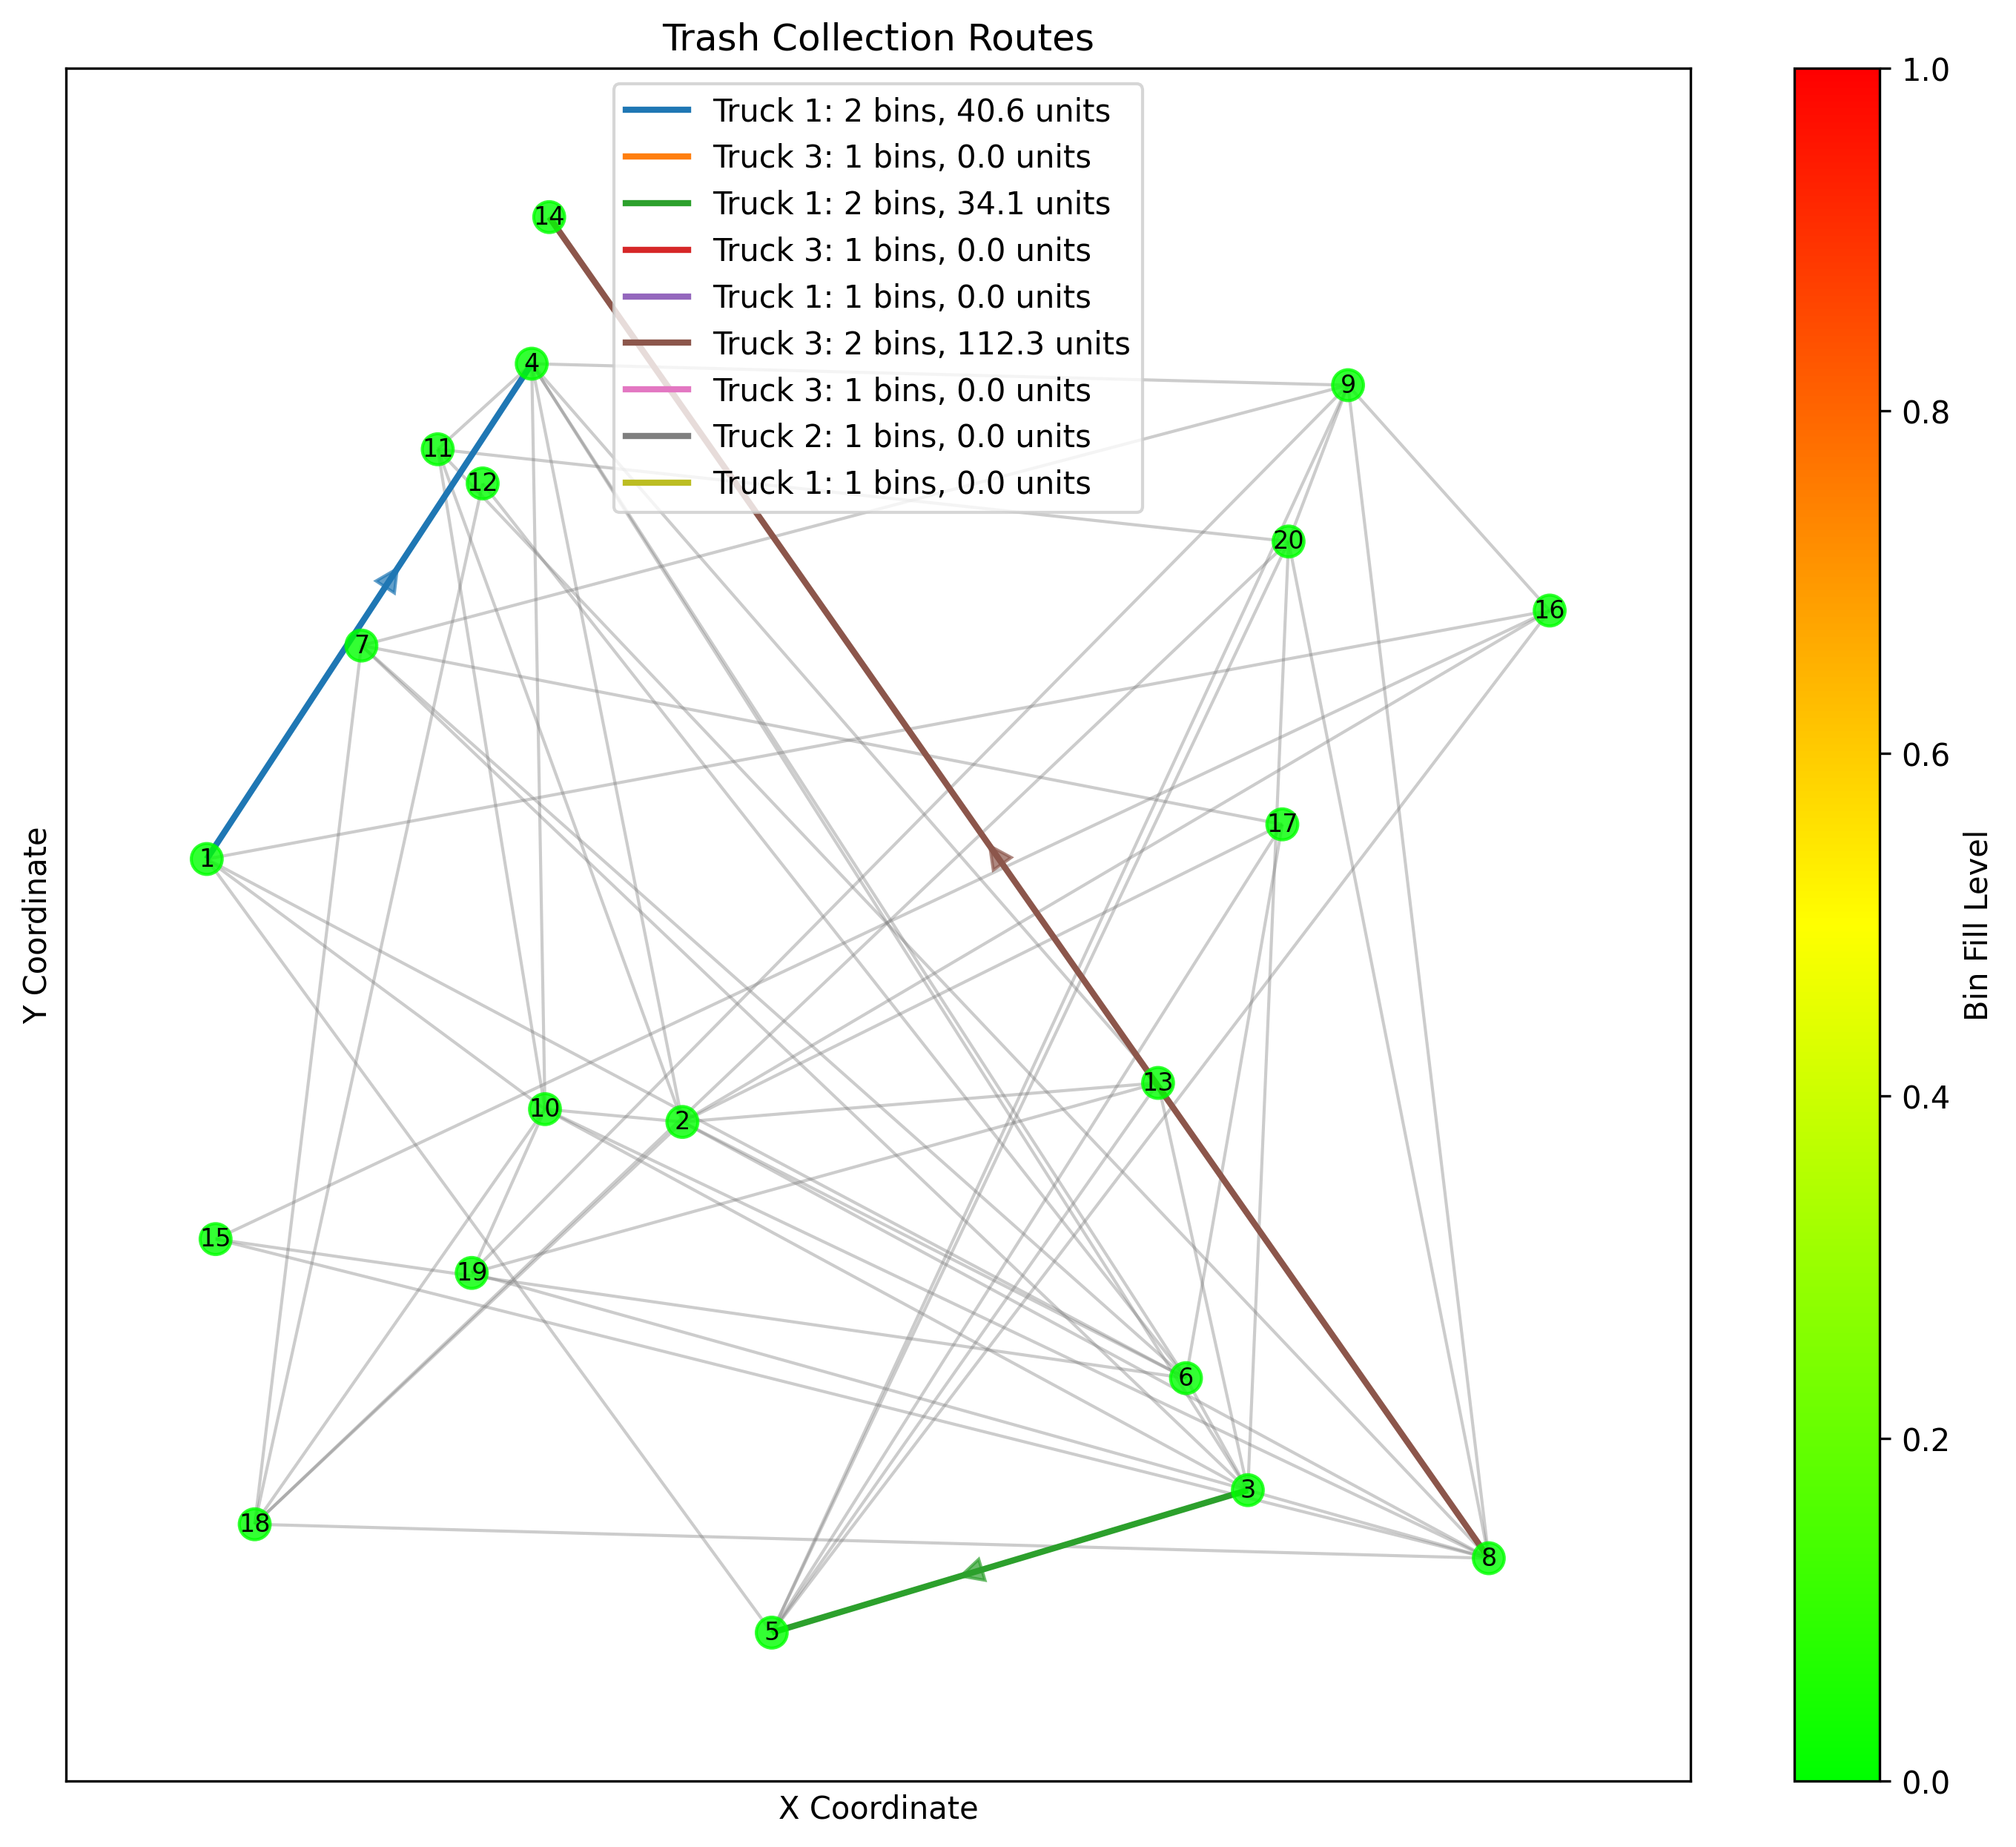 Trash Collection Routes
Truck 1: 2 bins, 40.6 units
Truck 3: 1 bins, 0.0 units
Truck 1: 2 bins, 34.1 units
Truck 3: 1 bins, 0.0 units
Truck 1: 1 bins, 0.0 units
Truck 3: 2 bins, 112.3 units
Truck 3: 1 bins, 0.0 units
Truck 2: 1 bins, 0.0 units
Truck 1: 1 bins, 0.0 units
14
4
9
11
12
20
16
7
17
1
13
10
2
15
19
6
3
18
8
5
X Coordinate
Y Coordinate
1.0
0.8
0.6
0.4
0.2
0.0
Bin Fill Level